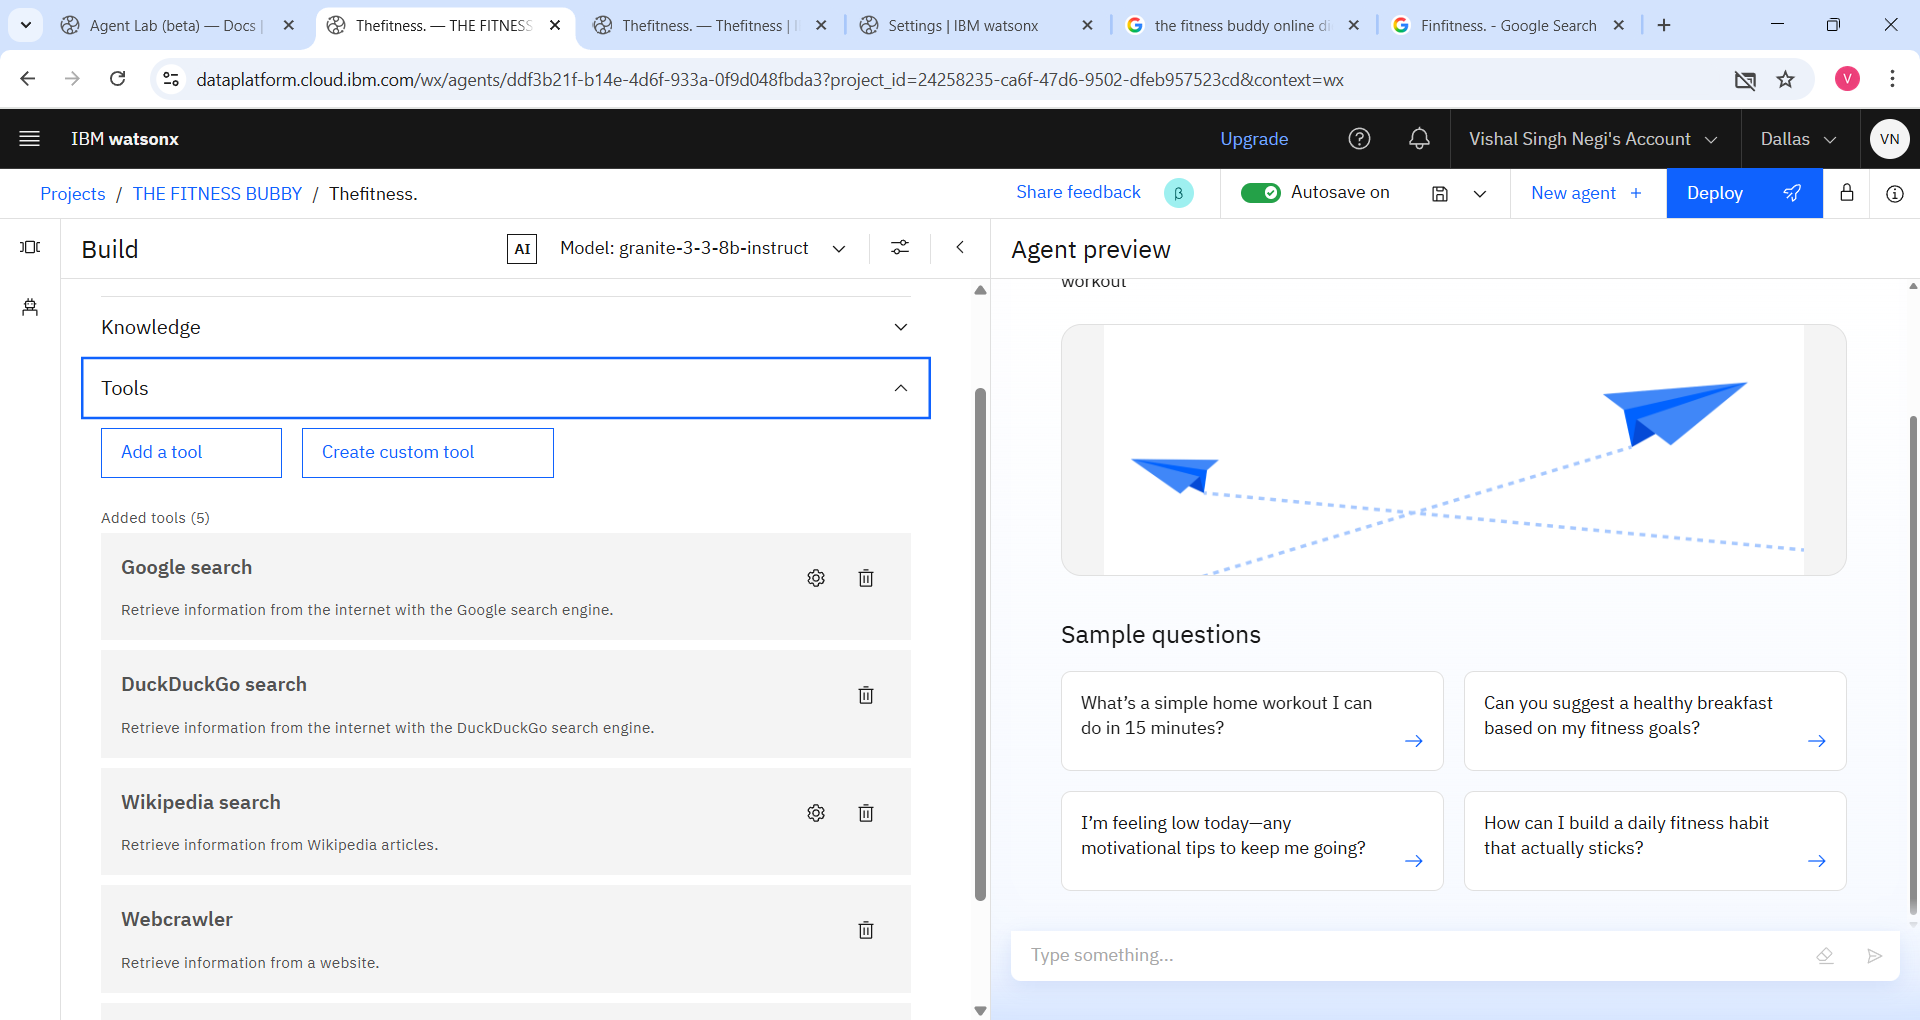 Agent Lab (beta) — Docs |
Thefitness. — THE FITNESS
Thefitness. — Thefitness | I
Settings | IBM watsonx
the fitness buddy online di
Finfitness. - Google Search
dataplatform.cloud.ibm.com/wx/agents/ddf3b21f-b14e-4d6f-933a-0f9d048fbda3?project_id=24258235-ca6f-47d6-9502-dfeb957523cd&context=wx
V
IBM watsonx
Upgrade
Vishal Singh Negi's Account
Dallas
VN
Projects / THE FITNESS BUBBY / Thefitness.
Share feedback
β
Autosave on
New agent +
Deploy
Build
AI
Model: granite-3-3-8b-instruct
Knowledge
Tools
Add a tool
Create custom tool
Added tools (5)
Google search
Retrieve information from the internet with the Google search engine.
DuckDuckGo search
Retrieve information from the internet with the DuckDuckGo search engine.
Wikipedia search
Retrieve information from Wikipedia articles.
Webcrawler
Retrieve information from a website.
Agent preview
workout
Sample questions
What's a simple home workout I can
do in 15 minutes?
Can you suggest a healthy breakfast
based on my fitness goals?
I'm feeling low today—any
motivational tips to keep me going?
How can I build a daily fitness habit
that actually sticks?
Type something...